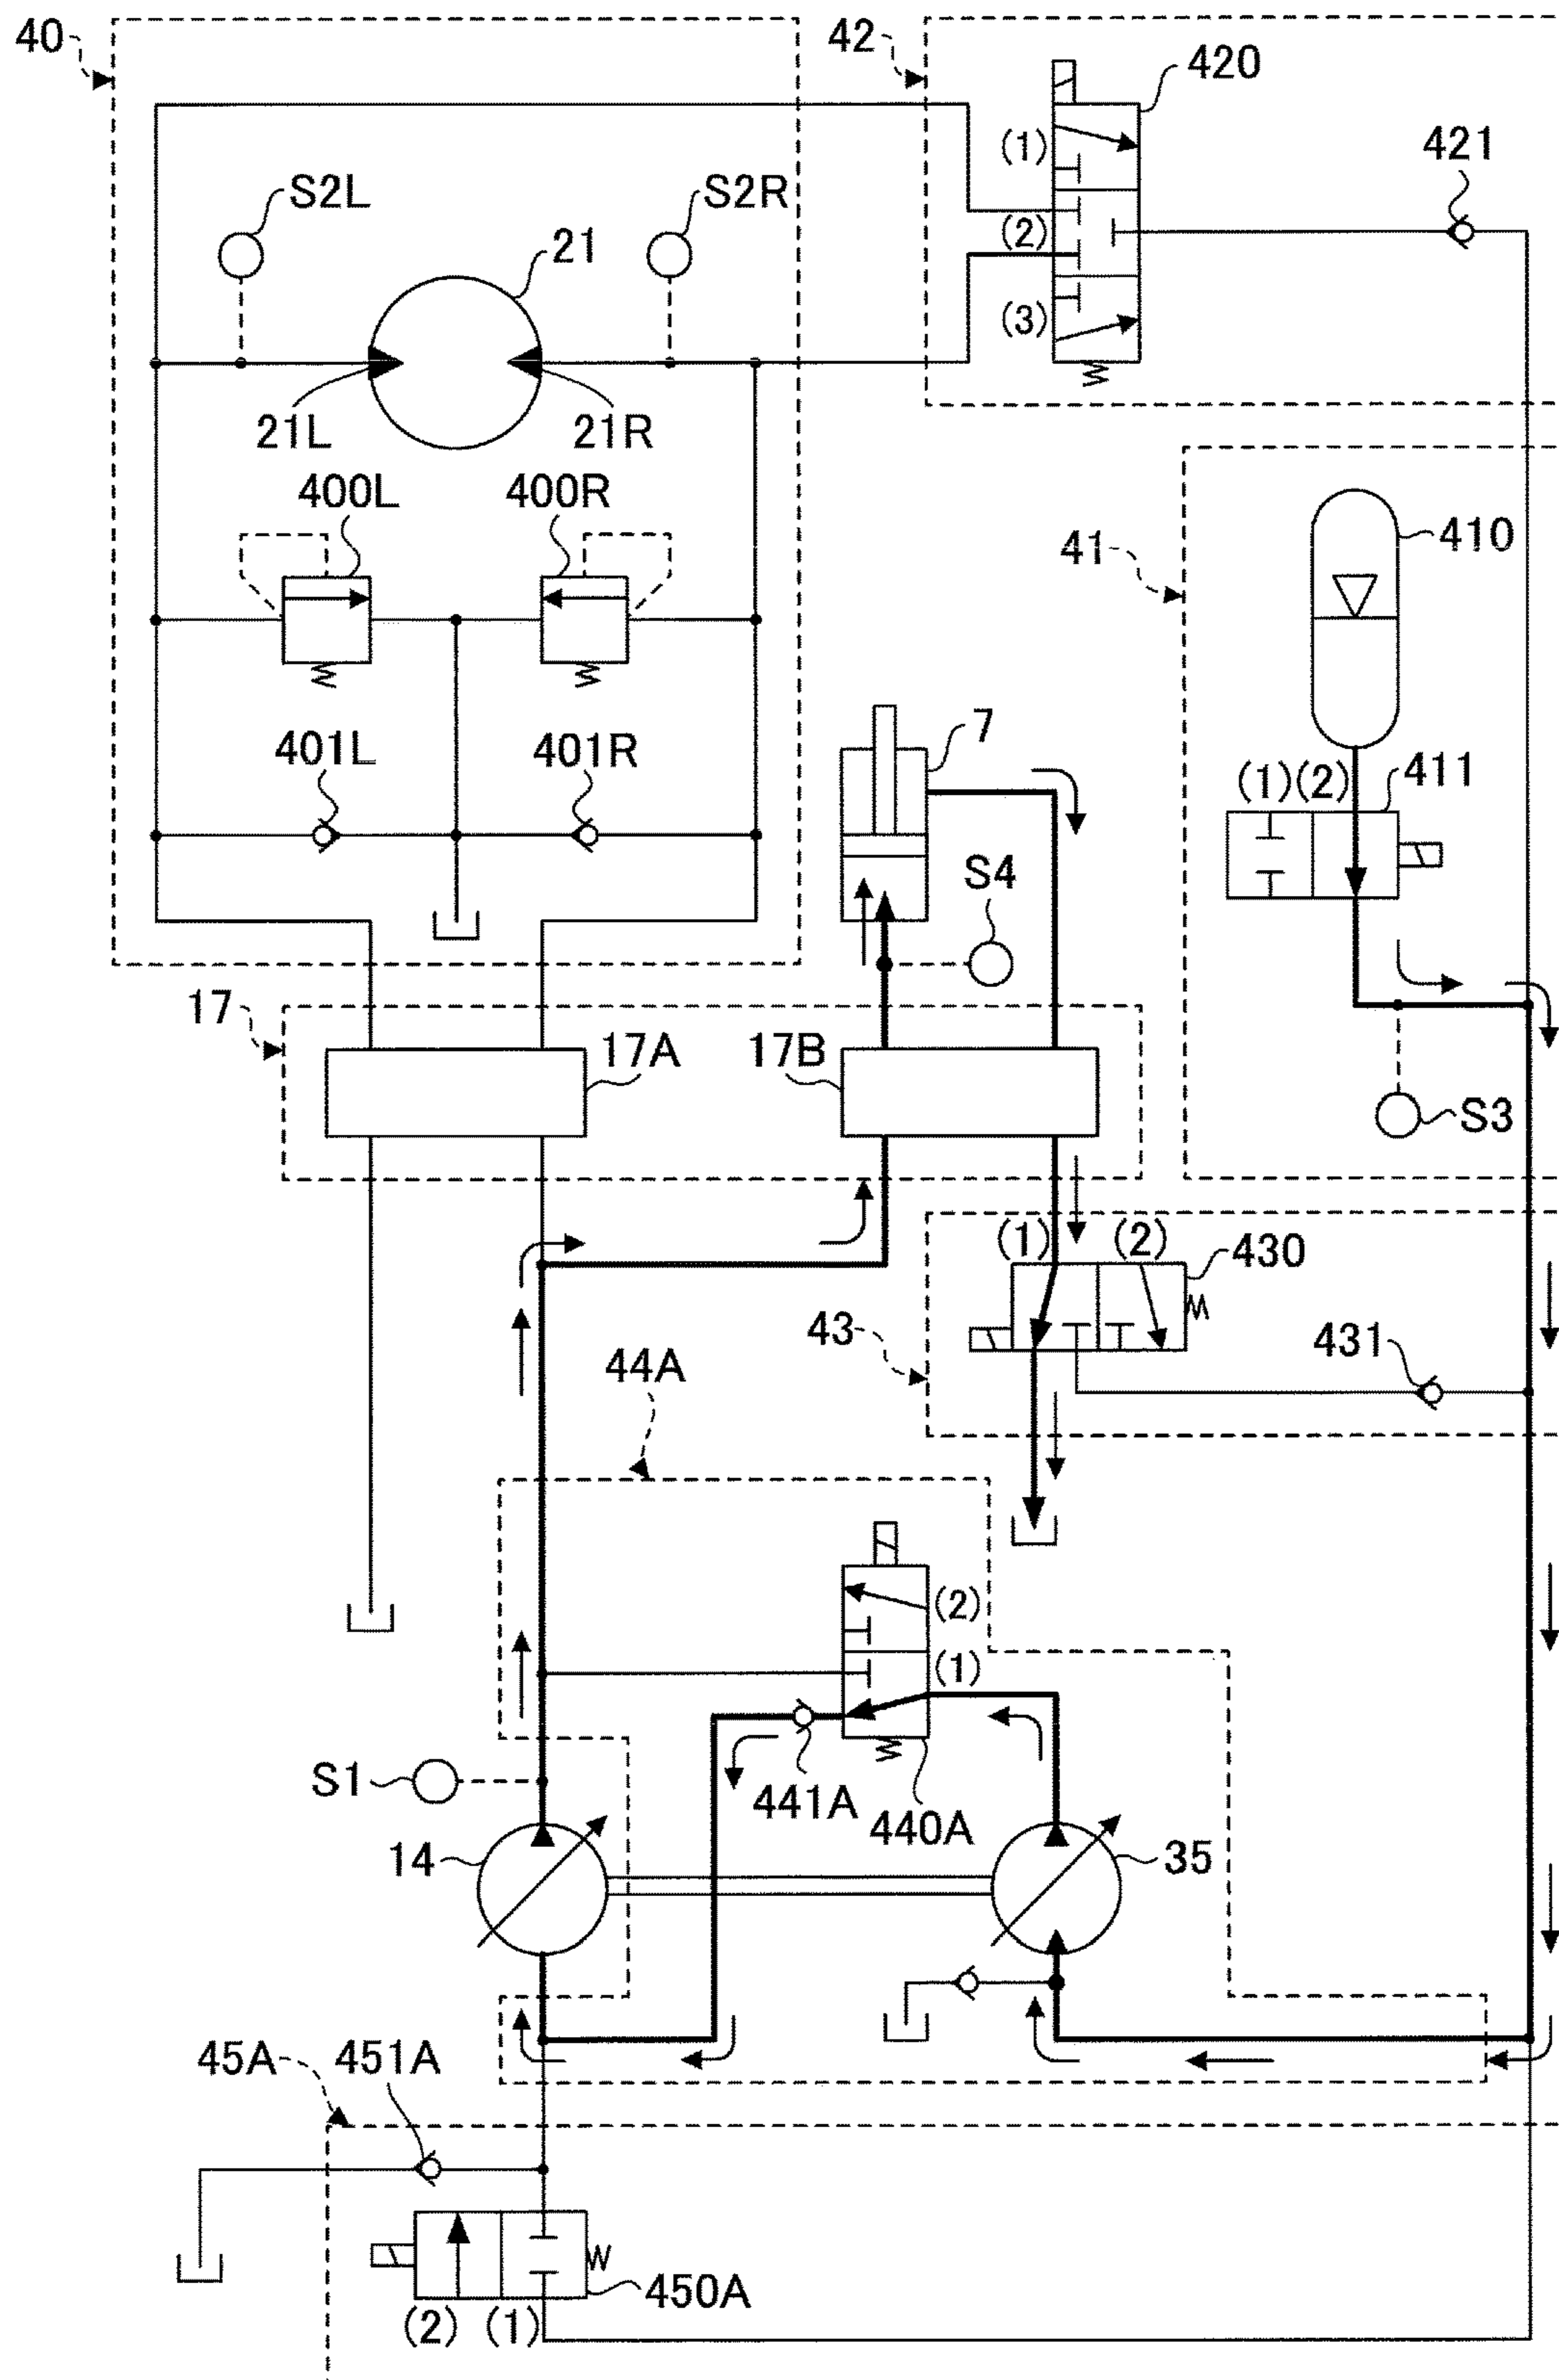 40
42
420
(1)
421
S2L
S2R
(2)
21
(3)
21L
21R
400L
400R
41
410
7
401L
401R
(1)(2)
411
S4
17
17A
17B
S3
(1)
(2)
430
43
431
44A
(2)
(1)
S1
441A
440A
14
35
45A
451A
450A
(2)
(1)